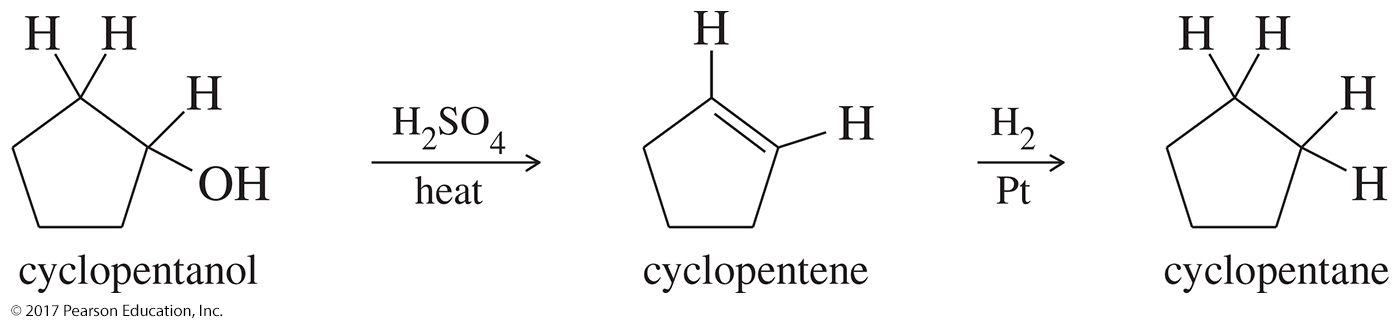 H H
H
OH
cyclopentanol
H₂SO₄
heat
H
H
cyclopentene
H₂
Pt
H H
H
H
cyclopentane
© 2017 Pearson Education, Inc.